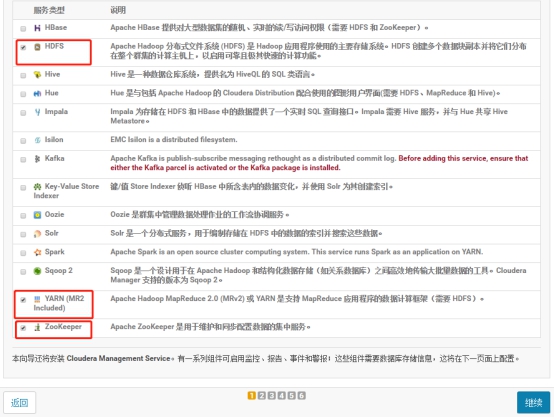 服务类型 说明
HBase Apache HBase 提供对大型数据集的随机、实时的读/写访问权限（需要 HDFS 和 ZooKeeper）。
HDFS Apache Hadoop 分布式文件系统 (HDFS) 是 Hadoop 应用程序使用的主要存储系统。HDFS 创建多个数据块副本并将它们分布
在整个群集的计算主机上，以启用可靠且极其快速的计算功能。
Hive Hive 是一种数据仓库系统，提供名为 HiveQL 的 SQL 类语言。
Hue Hue 是与包括 Apache Hadoop 的 Cloudera Distribution 配合使用的图形用户界面(需要 HDFS、MapReduce 和 Hive)。
Impala Impala 为存储在 HDFS 和 HBase 中的数据提供了一个实时 SQL 查询接口。Impala 需要 Hive 服务，并与 Hue 共享 Hive
Metastore。
Isilon EMC Isilon is a distributed filesystem.
Kafka Apache Kafka is publish-subscribe messaging rethought as a distributed commit log. Before adding this service, ensure that
either the Kafka parcel is activated or the Kafka package is installed.
Key-Value Store 键/值 Store Indexer 侦听 HBase 中所含表内的数据变化，并使用 Solr 为其创建索引。
Indexer
Oozie Oozie 是群集中管理数据处理作业的工作流协调服务。
Solr Solr 是一个分布式服务，用于编制存储在 HDFS 中的数据的索引并搜索这些数据。
Spark Apache Spark is an open source cluster computing system. This service runs Spark as an application on YARN.
Sqoop 2 Sqoop 是一个设计用于在 Apache Hadoop 和结构化数据存储（如关系数据库）之间高效地传输大批量数据的工具。Cloudera
Manager 支持的版本为 Sqoop 2。
YARN (MR2 Apache Hadoop MapReduce 2.0 (MRv2) 或 YARN 是支持 MapReduce 应用程序的数据计算框架（需要 HDFS）。
Included)
ZooKeeper Apache ZooKeeper 是用于维护和同步配置数据的集中服务。
本向导还将安装 Cloudera Management Service。有一系列组件可启用监控、报告、事件和警报；这些组件需要数据库存储信息，这将在下一页面上配置。
返回 1 2 3 4 5 6 继续